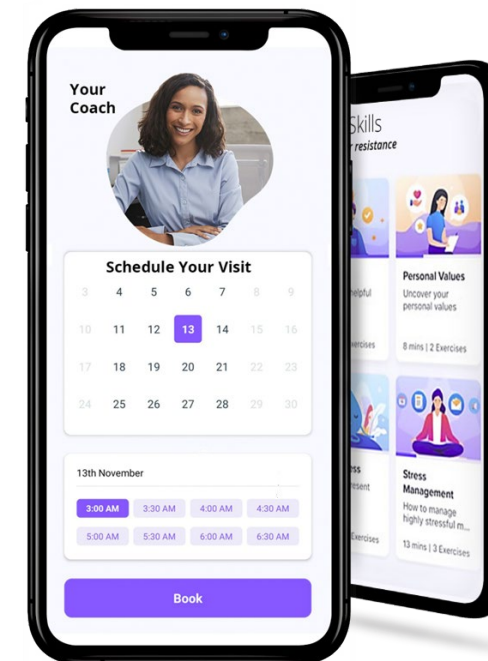 Your
Coach
Schedule Your Visit
3 4 5 6 7 8 9
10 11 12 13 14 15 16
17 18 19 20 21 22 23
24 25 26 27 28 29 30
13th November
3:00 AM 3:30 AM 4:00 AM 4:30 AM
5:00 AM 5:30 AM 6:00 AM 6:30 AM
Book
Skills
resistance
Personal Values
Uncover your
personal values
8 mins | 2 Exercises
Stress
Management
How to manage
highly stressful m...
13 mins | 3 Exercises